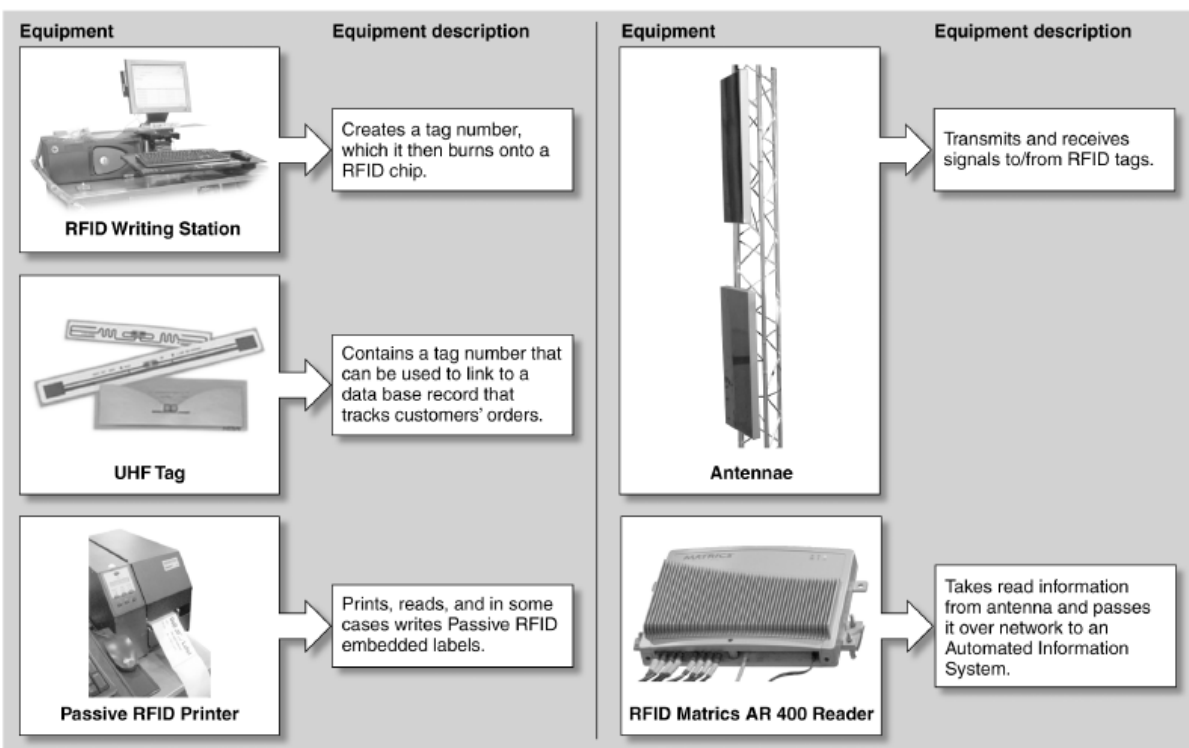 Equipment
Equipment description
RFID Writing Station
Creates a tag number,
which it then burns onto a
RFID chip.
UHF Tag
Contains a tag number that
can be used to link to a
data base record that
tracks customers' orders.
Passive RFID Printer
Prints, reads, and in some
cases writes Passive RFID
embedded labels.
Equipment
Equipment description
Antennae
Transmits and receives
signals to/from RFID tags.
MATRICS
RFID Matrics AR 400 Reader
Takes read information
from antenna and passes
it over network to an
Automated Information
System.